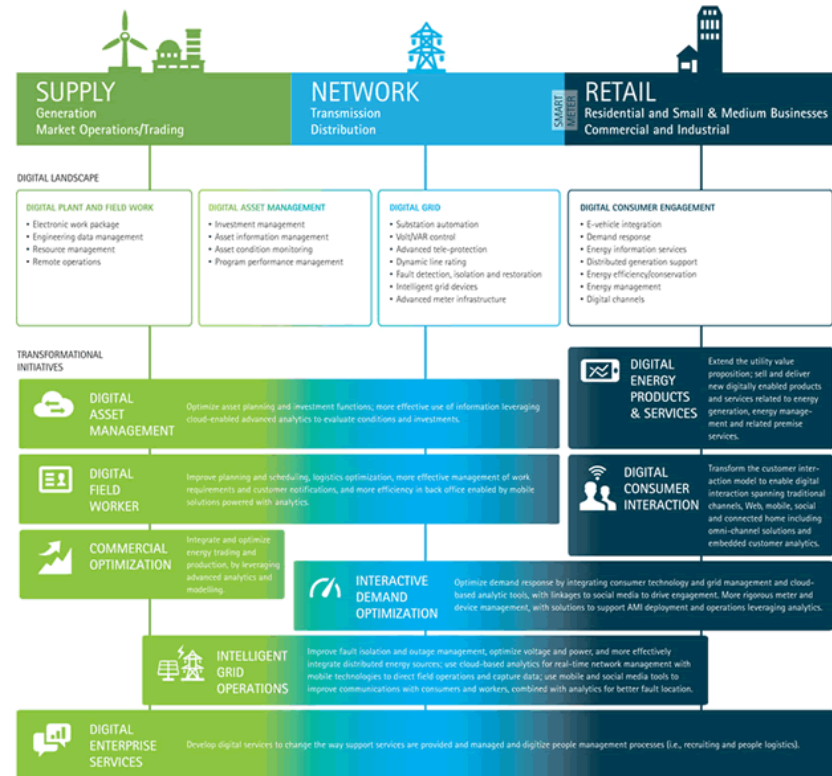 SUPPLY
Generation
Market Operations/Trading
NETWORK
Transmission
Distribution
SMART
METER
RETAIL
Residential and Small & Medium Businesses
Commercial and Industrial
DIGITAL LANDSCAPE
DIGITAL PLANT AND FIELD WORK
• Electronic work package
• Engineering data management
• Resource management
• Remote operations
DIGITAL ASSET MANAGEMENT
• Investment management
• Asset information management
• Asset condition monitoring
• Program performance management
DIGITAL GRID
• Substation automation
• Volt/VAR control
• Advanced tele-protection
• Dynamic line rating
• Fault detection, isolation and restoration
• Intelligent grid devices
• Advanced meter infrastructure
DIGITAL CONSUMER ENGAGEMENT
• E-vehicle integration
• Demand response
• Energy information services
• Distributed generation support
• Energy efficiency/conservation
• Energy management
• Digital channels
TRANSFORMATIONAL
INITIATIVES
DIGITAL
ASSET
MANAGEMENT
Optimize asset planning and investment functions; more effective use of information leveraging
cloud-enabled advanced analytics to evaluate conditions and investments.
DIGITAL
ENERGY
PRODUCTS
& SERVICES
Extend the utility value
proposition; sell and deliver
new digitally enabled products
and services related to energy
generation, energy manage-
ment and related premise
services.
DIGITAL
FIELD
WORKER
Improve planning and scheduling, logistics optimization, more effective management of work
requirements and customer notifications, and more efficiency in back office enabled by mobile
solutions powered with analytics.
DIGITAL
CONSUMER
INTERACTION
Transform the customer inter-
action model to enable digital
interaction spanning traditional
channels, Web, mobile, social
and connected home including
omni-channel solutions and
embedded customer analytics.
COMMERCIAL
OPTIMIZATION
Integrate and optimize
energy trading and
production, by leveraging
advanced analytics and
modelling.
INTERACTIVE
DEMAND
OPTIMIZATION
Optimize demand response by integrating consumer technology and grid management and cloud-
based analytic tools, with linkages to social media to drive engagement. More rigorous meter and
device management, with solutions to support AMI deployment and operations leveraging analytics.
INTELLIGENT
GRID
OPERATIONS
Improve fault isolation and outage management, optimize voltage and power, and more effectively
integrate distributed energy sources; use cloud-based analytics for real-time network management with
mobile technologies to direct field operations and capture data; use mobile and social media tools to
improve communications with consumers and workers, combined with analytics for better fault location.
DIGITAL
ENTERPRISE
SERVICES
Develop digital services to change the way support services are provided and managed and digitize people management processes (i.e., recruiting and people logistics).